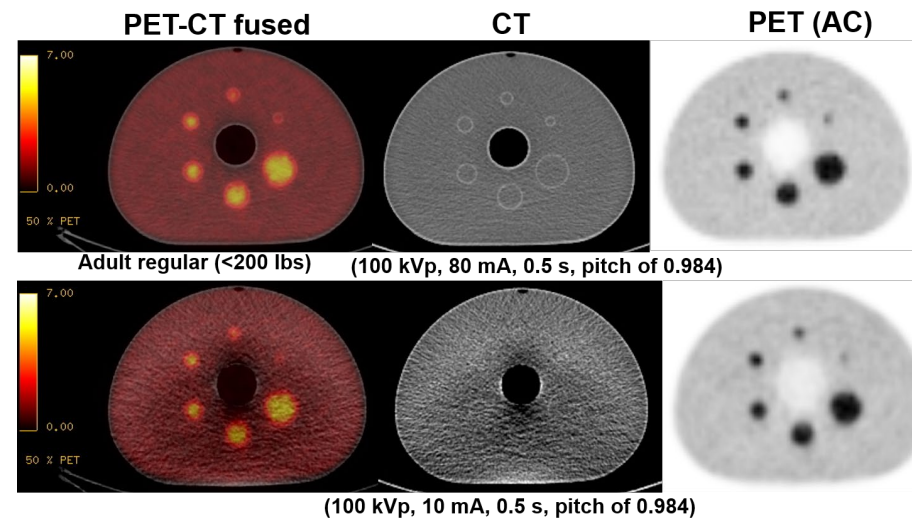 PET-CT fused
CT
PET (AC)
7.00
0.00
50 % PET
Adult regular (<200 lbs)
(100 kVp, 80 mA, 0.5 s, pitch of 0.984)
7.00
0.00
50 % PET
(100 kVp, 10 mA, 0.5 s, pitch of 0.984)